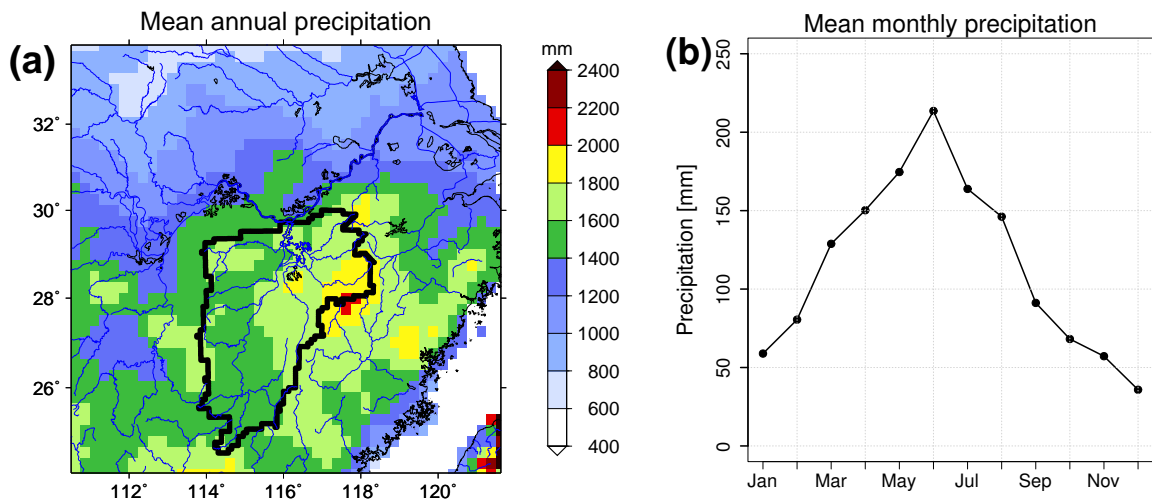 Mean annual precipitation
(a)
mm
2400
2200
2000
1800
1600
1400
1200
1000
800
600
400
32°
30°
28°
26°
112° 114° 116° 118° 120°
Mean monthly precipitation
(b)
Precipitation [mm]
250
200
150
100
50
0
Jan Mar May Jul Sep Nov